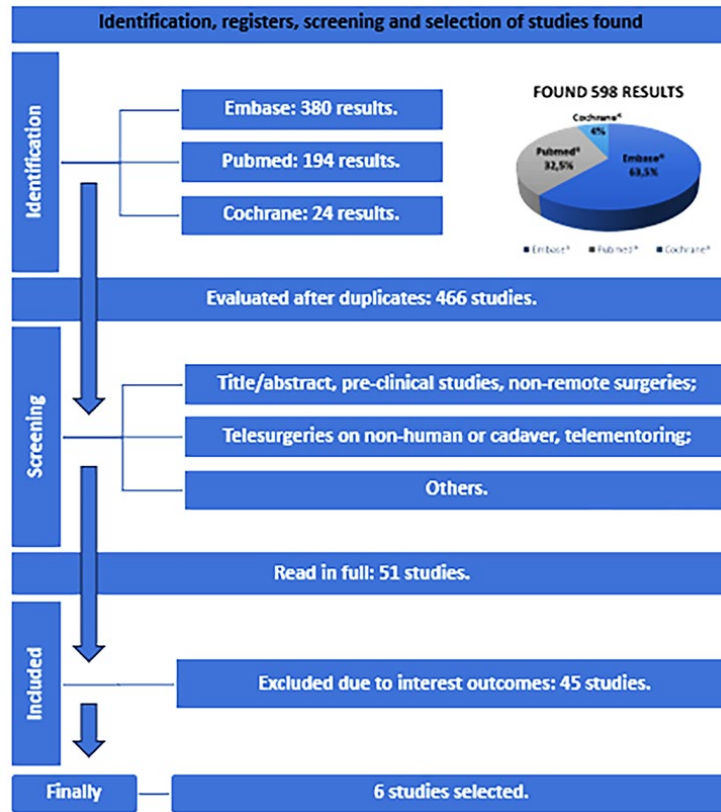 Identification, registers, screening and selection of studies found
Identification
Embase: 380 results.
Pubmed: 194 results.
Cochrane: 24 results.
FOUND 598 RESULTS
Cochrane®
4%
Pubmed®
32,5%
Embase®
63,5%
Embase® Pubmed® Cochrane®
Evaluated after duplicates: 466 studies.
Screening
Title/abstract, pre-clinical studies, non-remote surgeries;
Telesurgeries on non-human or cadaver, telementoring;
Others.
Read in full: 51 studies.
Included
Excluded due to interest outcomes: 45 studies.
Finally
6 studies selected.